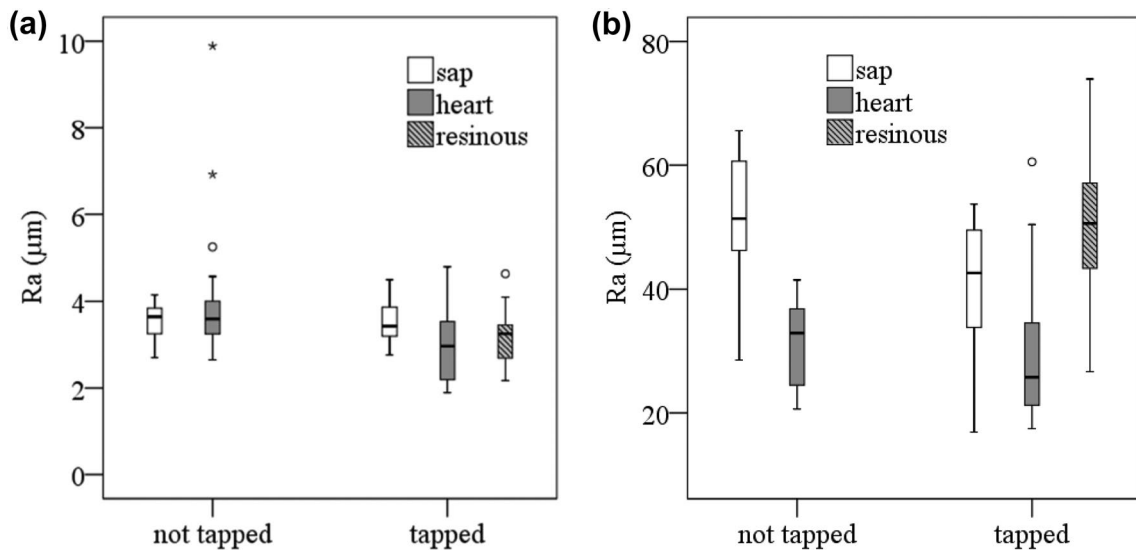 (a)
10
8
6
4
2
0
Ra (μm)
sap
heart
resinous
not tapped
tapped
(b)
80
60
40
20
Ra (μm)
sap
heart
resinous
not tapped
tapped